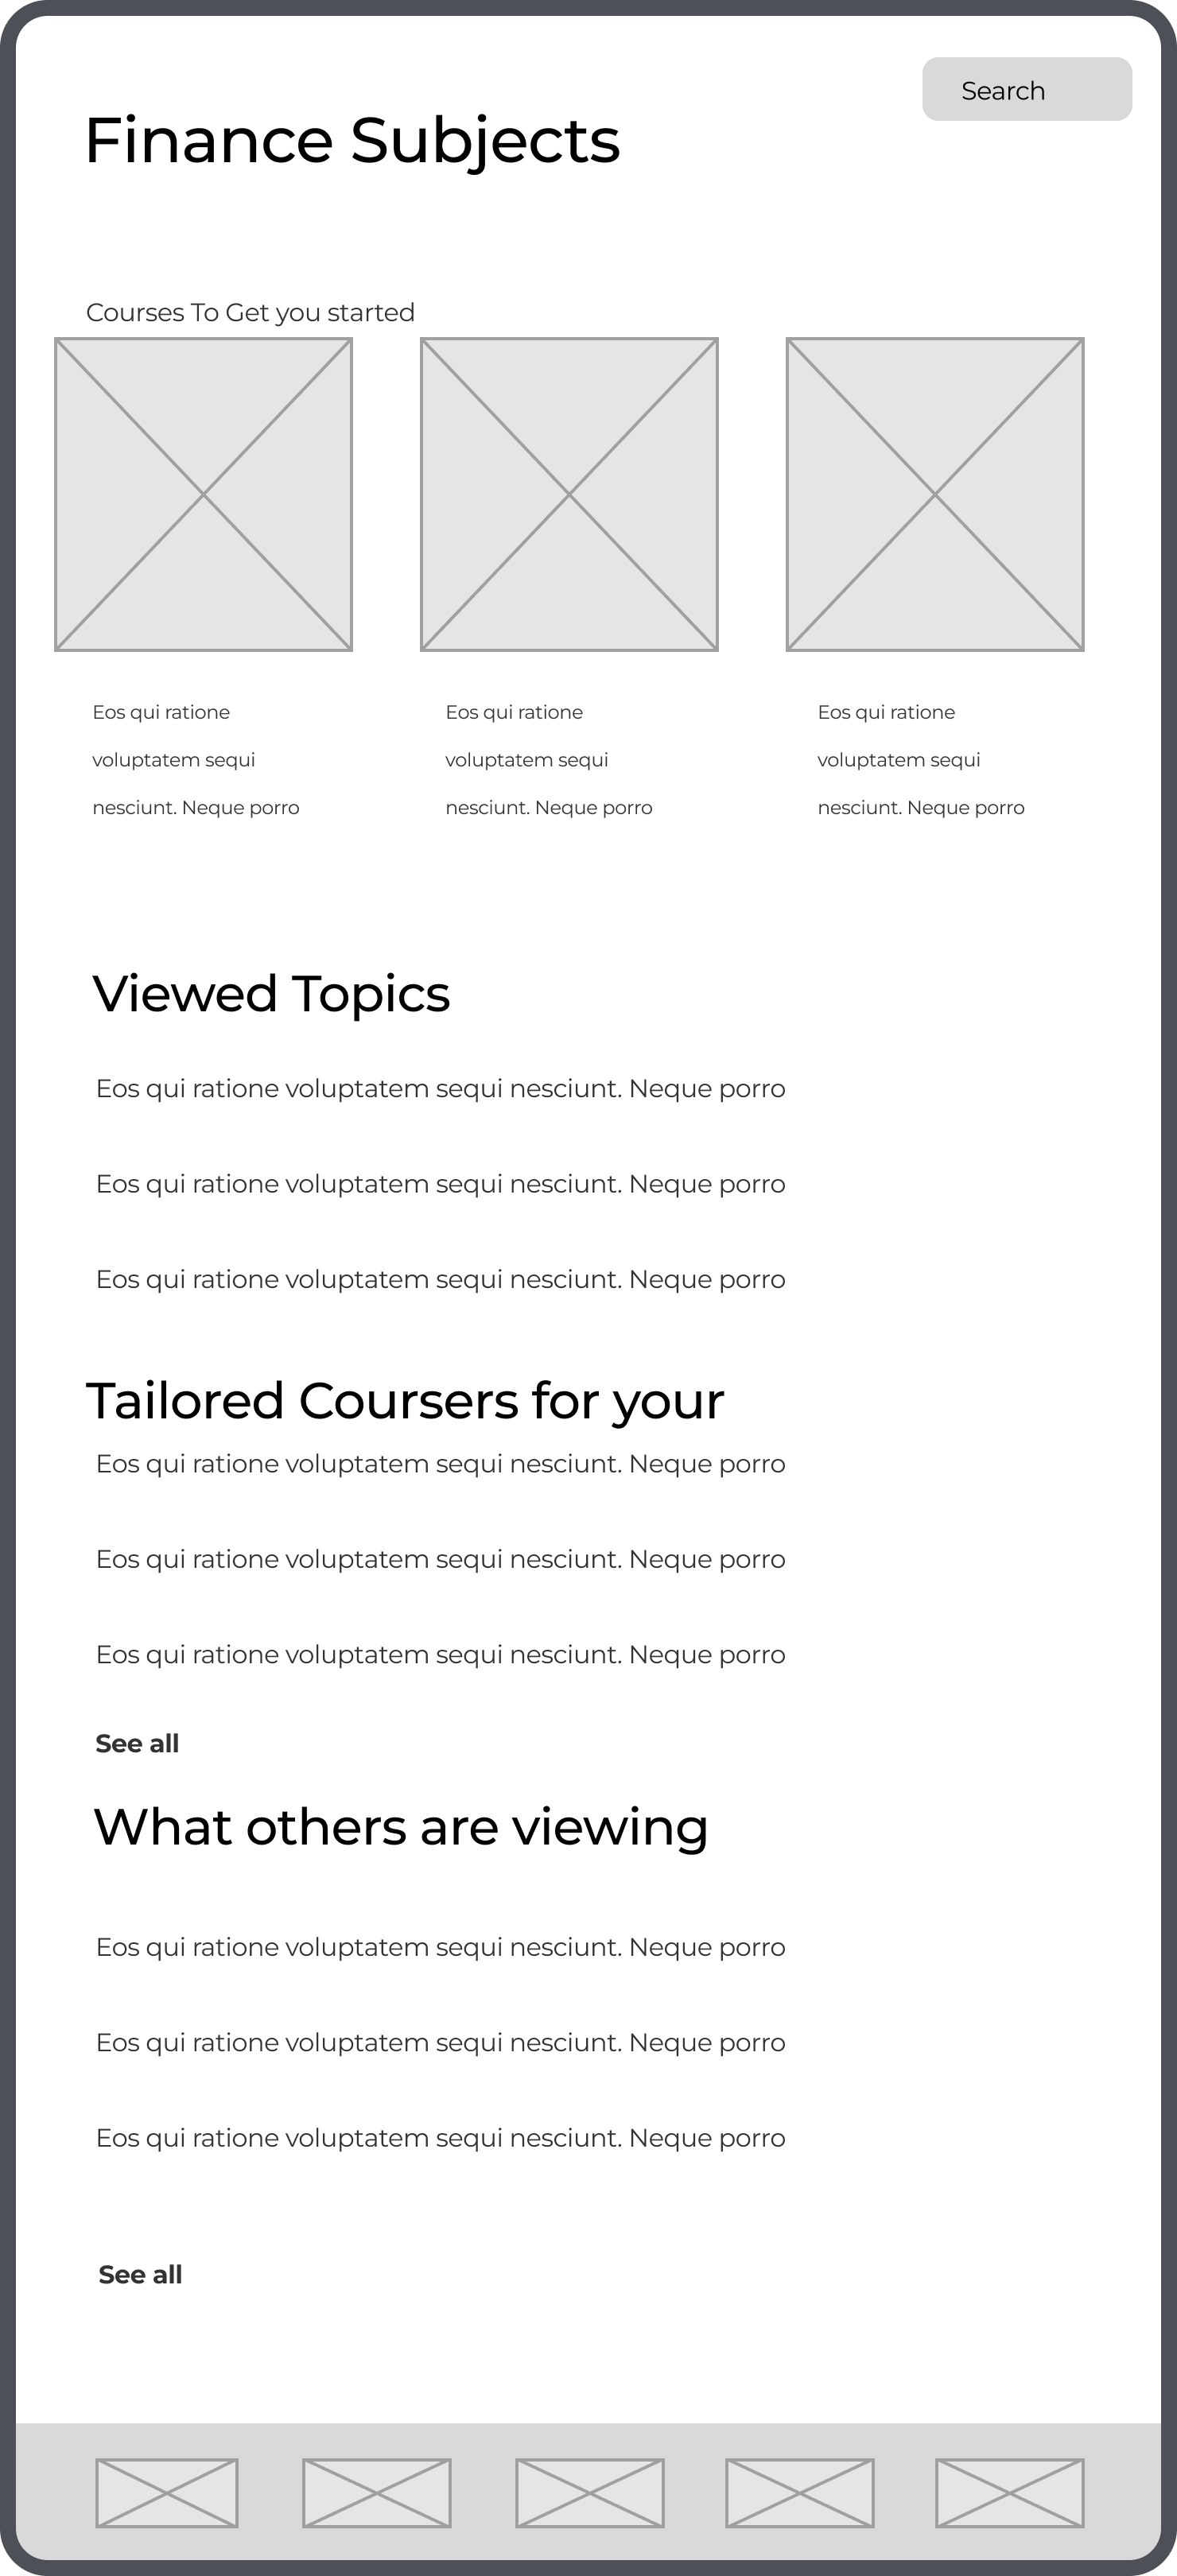 Search
Finance Subjects
Courses To Get you started
Eos qui ratione
voluptatem sequi
nesciunt. Neque porro
Eos qui ratione
voluptatem sequi
nesciunt. Neque porro
Eos qui ratione
voluptatem sequi
nesciunt. Neque porro
Viewed Topics
Eos qui ratione voluptatem sequi nesciunt. Neque porro
Eos qui ratione voluptatem sequi nesciunt. Neque porro
Eos qui ratione voluptatem sequi nesciunt. Neque porro
Tailored Coursers for your
Eos qui ratione voluptatem sequi nesciunt. Neque porro
Eos qui ratione voluptatem sequi nesciunt. Neque porro
Eos qui ratione voluptatem sequi nesciunt. Neque porro
See all
What others are viewing
Eos qui ratione voluptatem sequi nesciunt. Neque porro
Eos qui ratione voluptatem sequi nesciunt. Neque porro
Eos qui ratione voluptatem sequi nesciunt. Neque porro
See all